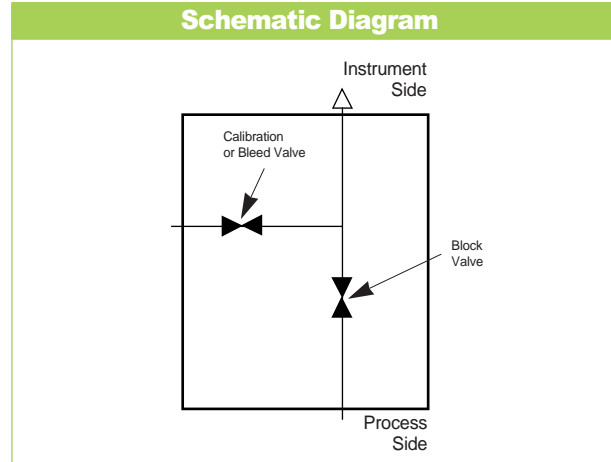 Schematic Diagram
Instrument
Side
Calibration
or Bleed Valve
Block
Valve
Process
Side